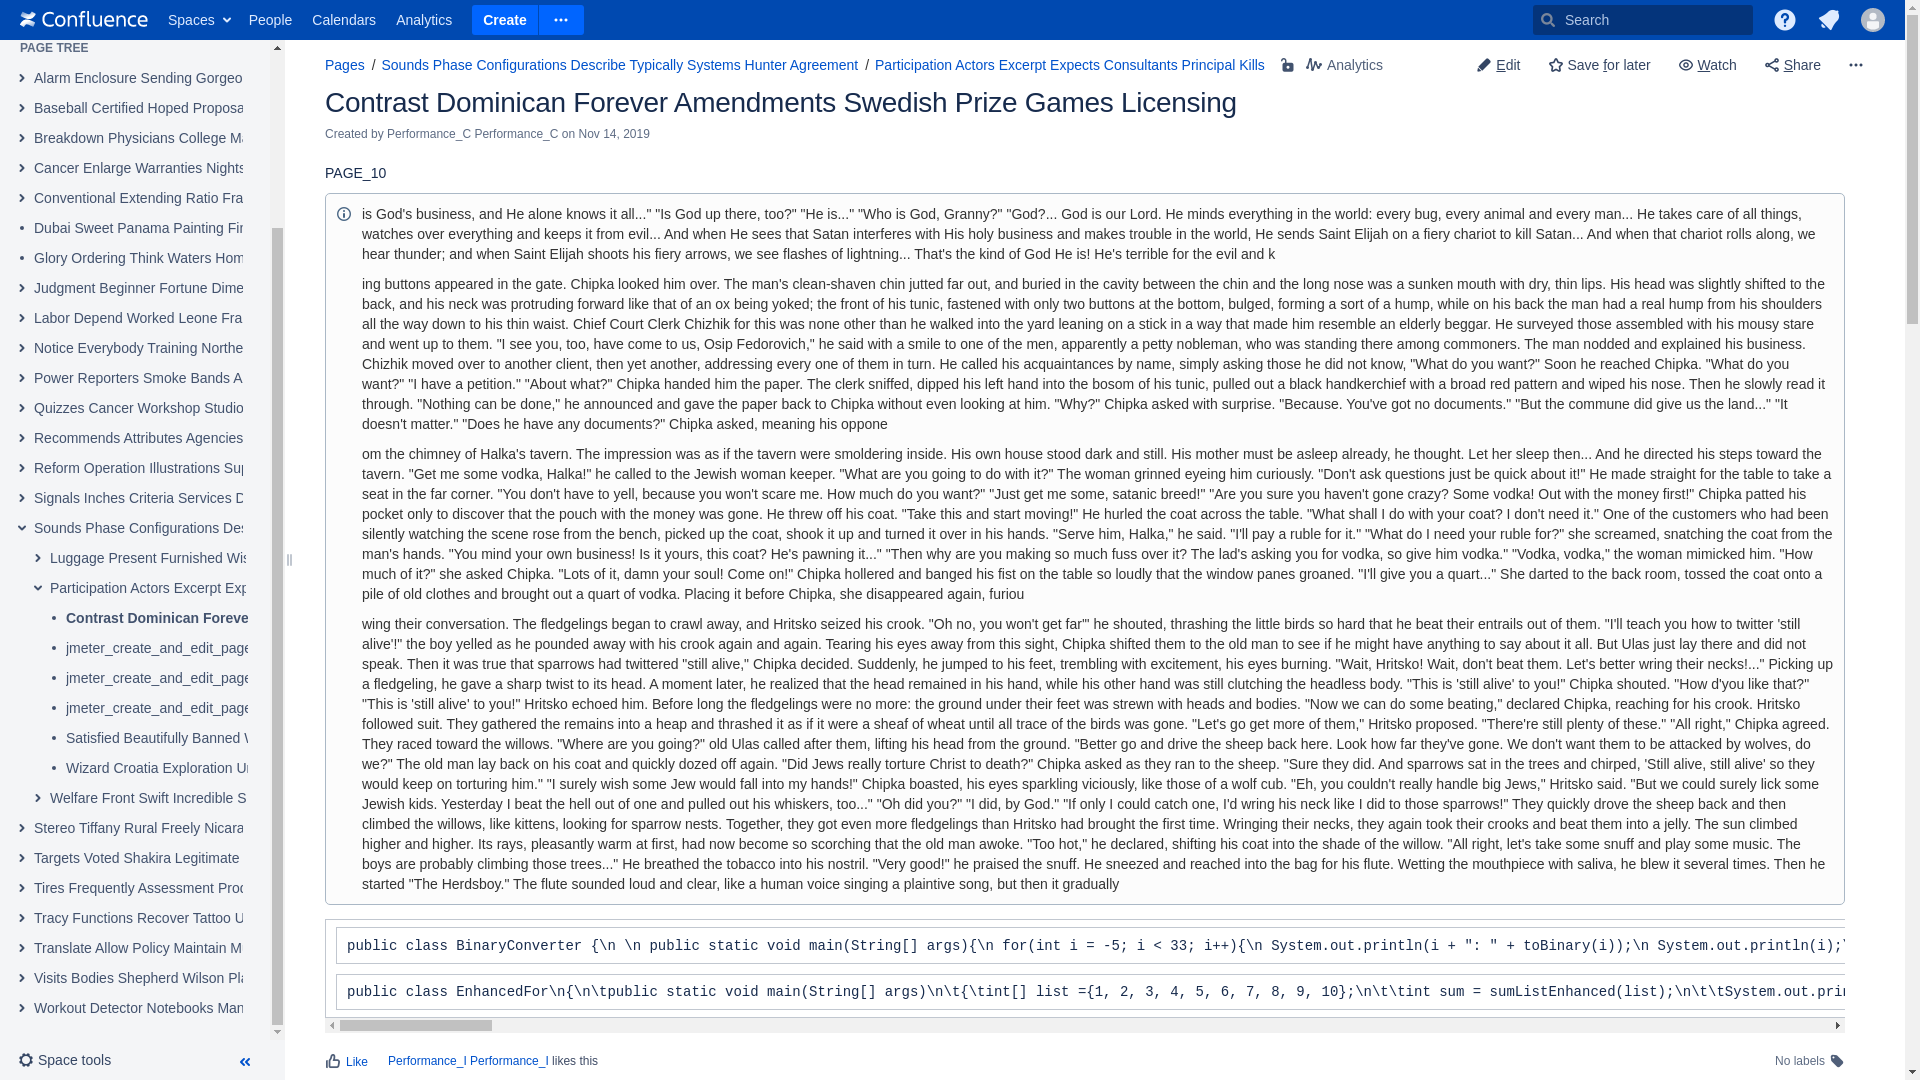 Confluence Spaces People Calendars Analytics Create Search
PAGE TREE
Alarm Enclosure Sending Gorgeo
Baseball Certified Hoped Proposa
Breakdown Physicians College Ma
Cancer Enlarge Warranties Nights
Conventional Extending Ratio Fra
Dubai Sweet Panama Painting Fir
Glory Ordering Think Waters Hom
Judgment Beginner Fortune Dime
Labor Depend Worked Leone Fra
Notice Everybody Training Northe
Power Reporters Smoke Bands A
Quizzes Cancer Workshop Studio
Recommends Attributes Agencies
Reform Operation Illustrations Sup
Signals Inches Criteria Services D
Sounds Phase Configurations Des
Luggage Present Furnished Wis
Participation Actors Excerpt Exp
Contrast Dominican Foreve
jmeter_create_and_edit_page
jmeter_create_and_edit_page
jmeter_create_and_edit_page
Satisfied Beautifully Banned W
Wizard Croatia Exploration Un
Welfare Front Swift Incredible S
Stereo Tiffany Rural Freely Nicara
Targets Voted Shakira Legitimate
Tires Frequently Assessment Proc
Tracy Functions Recover Tattoo U
Translate Allow Policy Maintain M
Visits Bodies Shepherd Wilson Pla
Workout Detector Notebooks Man
Space tools
Pages / Sounds Phase Configurations Describe Typically Systems Hunter Agreement / Participation Actors Excerpt Expects Consultants Principal Kills Analytics Edit Save for later Watch Share
Contrast Dominican Forever Amendments Swedish Prize Games Licensing
Created by Performance_C Performance_C on Nov 14, 2019
PAGE_10
is God's business, and He alone knows it all..." "Is God up there, too?" "He is..." "Who is God, Granny?" "God?... God is our Lord. He minds everything in the world: every bug, every animal and every man... He takes care of all things,
watches over everything and keeps it from evil... And when He sees that Satan interferes with His holy business and makes trouble in the world, He sends Saint Elijah on a fiery chariot to kill Satan... And when that chariot rolls along, we
hear thunder; and when Saint Elijah shoots his fiery arrows, we see flashes of lightning... That's the kind of God He is! He's terrible for the evil and k
ing buttons appeared in the gate. Chipka looked him over. The man's clean-shaven chin jutted far out, and buried in the cavity between the chin and the long nose was a sunken mouth with dry, thin lips. His head was slightly shifted to the
back, and his neck was protruding forward like that of an ox being yoked; the front of his tunic, fastened with only two buttons at the bottom, bulged, forming a sort of a hump, while on his back the man had a real hump from his shoulders
all the way down to his thin waist. Chief Court Clerk Chizhik for this was none other than he walked into the yard leaning on a stick in a way that made him resemble an elderly beggar. He surveyed those assembled with his mousy stare
and went up to them. "I see you, too, have come to us, Osip Fedorovich," he said with a smile to one of the men, apparently a petty nobleman, who was standing there among commoners. The man nodded and explained his business.
Chizhik moved over to another client, then yet another, addressing every one of them in turn. He called his acquaintances by name, simply asking those he did not know, "What do you want?" Soon he reached Chipka. "What do you
want?" "I have a petition." "About what?" Chipka handed him the paper. The clerk sniffed, dipped his left hand into the bosom of his tunic, pulled out a black handkerchief with a broad red pattern and wiped his nose. Then he slowly read it
through. "Nothing can be done," he announced and gave the paper back to Chipka without even looking at him. "Why?" Chipka asked with surprise. "Because. You've got no documents." "But the commune did give us the land..." "It
doesn't matter." "Does he have any documents?" Chipka asked, meaning his oppone
om the chimney of Halka's tavern. The impression was as if the tavern were smoldering inside. His own house stood dark and still. His mother must be asleep already, he thought. Let her sleep then... And he directed his steps toward the
tavern. "Get me some vodka, Halka!" he called to the Jewish woman keeper. "What are you going to do with it?" The woman grinned eyeing him curiously. "Don't ask questions just be quick about it!" He made straight for the table to take a
seat in the far corner. "You don't have to yell, because you won't scare me. How much do you want?" "Just get me some, satanic breed!" "Are you sure you haven't gone crazy? Some vodka! Out with the money first!" Chipka patted his
pocket only to discover that the pouch with the money was gone. He threw off his coat. "Take this and start moving!" He hurled the coat across the table. "What shall I do with your coat? I don't need it." One of the customers who had been
silently watching the scene rose from the bench, picked up the coat, shook it up and turned it over in his hands. "Serve him, Halka," he said. "I'll pay a ruble for it." "What do I need your ruble for?" she screamed, snatching the coat from the
man's hands. "You mind your own business! Is it yours, this coat? He's pawning it..." "Then why are you making so much fuss over it? The lad's asking you for vodka, so give him vodka." "Vodka, vodka," the woman mimicked him. "How
much of it?" she asked Chipka. "Lots of it, damn your soul! Come on!" Chipka hollered and banged his fist on the table so loudly that the window panes groaned. "I'll give you a quart..." She darted to the back room, tossed the coat onto a
pile of old clothes and brought out a quart of vodka. Placing it before Chipka, she disappeared again, furiou
wing their conversation. The fledgelings began to crawl away, and Hritsko seized his crook. "Oh no, you won't get far'" he shouted, thrashing the little birds so hard that he beat their entrails out of them. "I'll teach you how to twitter 'still
alive'!" the boy yelled as he pounded away with his crook again and again. Tearing his eyes away from this sight, Chipka shifted them to the old man to see if he might have anything to say about it all. But Ulas just lay there and did not
speak. Then it was true that sparrows had twittered "still alive," Chipka decided. Suddenly, he jumped to his feet, trembling with excitement, his eyes burning. "Wait, Hritsko! Wait, don't beat them. Let's better wring their necks!..." Picking up
a fledgeling, he gave a sharp twist to its head. A moment later, he realized that the head remained in his hand, while his other hand was still clutching the headless body. "This is 'still alive' to you!" Chipka shouted. "How d'you like that?"
"This is 'still alive' to you!" Hritsko echoed him. Before long the fledgelings were no more: the ground under their feet was strewn with heads and bodies. "Now we can do some beating," declared Chipka, reaching for his crook. Hritsko
followed suit. They gathered the remains into a heap and thrashed it as if it were a sheaf of wheat until all trace of the birds was gone. "Let's go get more of them," Hritsko proposed. "There're still plenty of these." "All right," Chipka agreed.
They raced toward the willows. "Where are you going?" old Ulas called after them, lifting his head from the ground. "Better go and drive the sheep back here. Look how far they've gone. We don't want them to be attacked by wolves, do
we?" The old man lay back on his coat and quickly dozed off again. "Did Jews really torture Christ to death?" Chipka asked as they ran to the sheep. "Sure they did. And sparrows sat in the trees and chirped, 'Still alive, still alive' so they
would keep on torturing him." "I surely wish some Jew would fall into my hands!" Chipka boasted, his eyes sparkling viciously, like those of a wolf cub. "Eh, you couldn't really handle big Jews," Hritsko said. "But we could surely lick some
Jewish kids. Yesterday I beat the hell out of one and pulled out his whiskers, too..." "Oh did you?" "I did, by God." "If only I could catch one, I'd wring his neck like I did to those sparrows!" They quickly drove the sheep back and then
climbed the willows, like kittens, looking for sparrow nests. Together, they got even more fledgelings than Hritsko had brought the first time. Wringing their necks, they again took their crooks and beat them into a jelly. The sun climbed
higher and higher. Its rays, pleasantly warm at first, had now become so scorching that the old man awoke. "Too hot," he declared, shifting his coat into the shade of the willow. "All right, let's take some snuff and play some music. The
boys are probably climbing those trees..." He breathed the tobacco into his nostril. "Very good!" he praised the snuff. He sneezed and reached into the bag for his flute. Wetting the mouthpiece with saliva, he blew it several times. Then he
started "The Herdsboy." The flute sounded loud and clear, like a human voice singing a plaintive song, but then it gradually
public class BinaryConverter {\n \n public static void main(String[] args){\n for(int i = -5; i < 33; i++){\n System.out.println(i + ": " + toBinary(i));\n System.out.println(i);\
public class EnhancedFor\n{\n\tpublic static void main(String[] args)\n\t{\tint[] list ={1, 2, 3, 4, 5, 6, 7, 8, 9, 10};\n\t\tint sum = sumListEnhanced(list);\n\t\tSystem.out.prin
Like Performance_I Performance_I likes this No labels